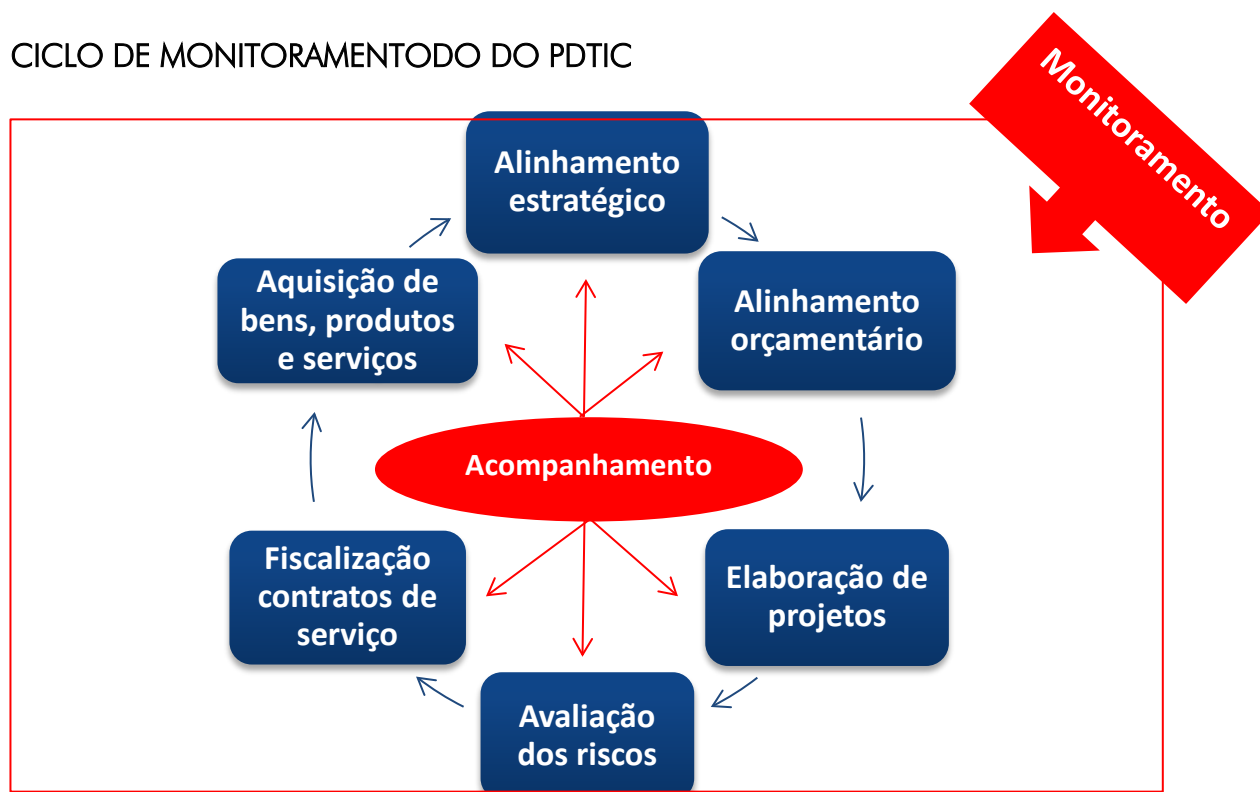 CICLO DE MONITORAMENTODO DO PDTIC
Monitoramento
Alinhamento
estratégico
Alinhamento
orçamentário
Elaboração de
projetos
Avaliação
dos riscos
Fiscalização
contratos de
serviço
Aquisição de
bens, produtos
e serviços
Acompanhamento